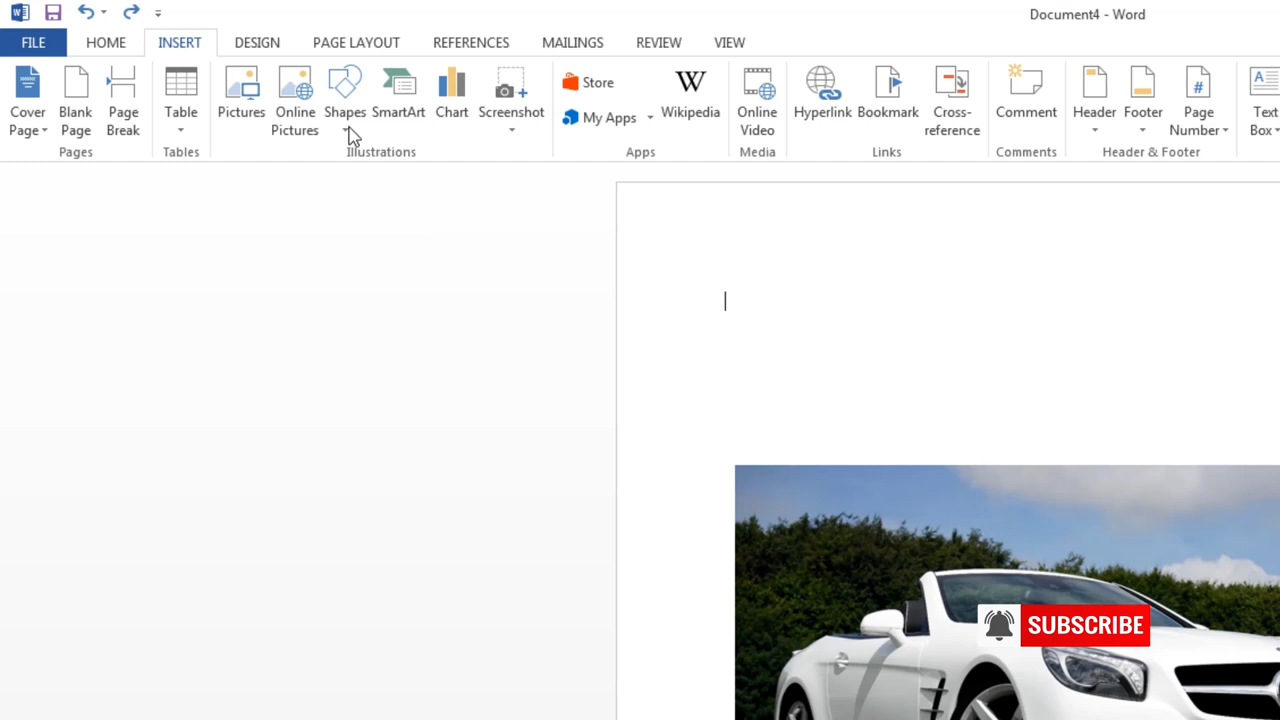 Document4 - Word
FILE HOME INSERT DESIGN PAGE LAYOUT REFERENCES MAILINGS REVIEW VIEW
Cover Page
Blank Page
Page Break
Pages
Table
Tables
Pictures
Online Pictures
Shapes
SmartArt
Chart
Screenshot
Illustrations
Store
My Apps
Wikipedia
Apps
Online Video
Media
Hyperlink
Bookmark
Cross-reference
Links
Comment
Comments
Header
Footer
Page Number
Header & Footer
Text Box
SUBSCRIBE